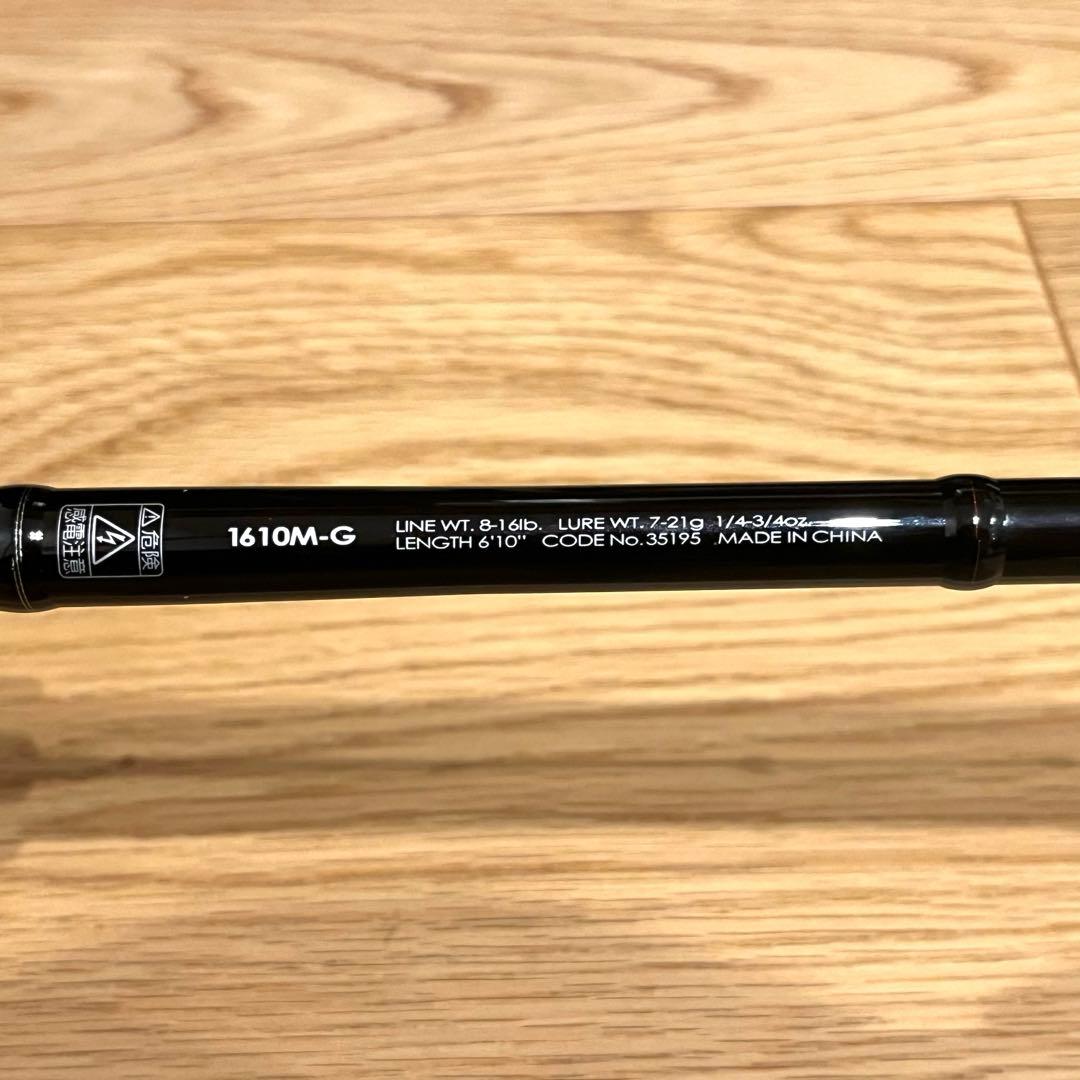 危険
感電注意
1610M-G
LINE WT. 8-16lb. LURE WT. 7-21g 1/4-3/4oz.
LENGTH 6'10" CODE No. 35195 MADE IN CHINA